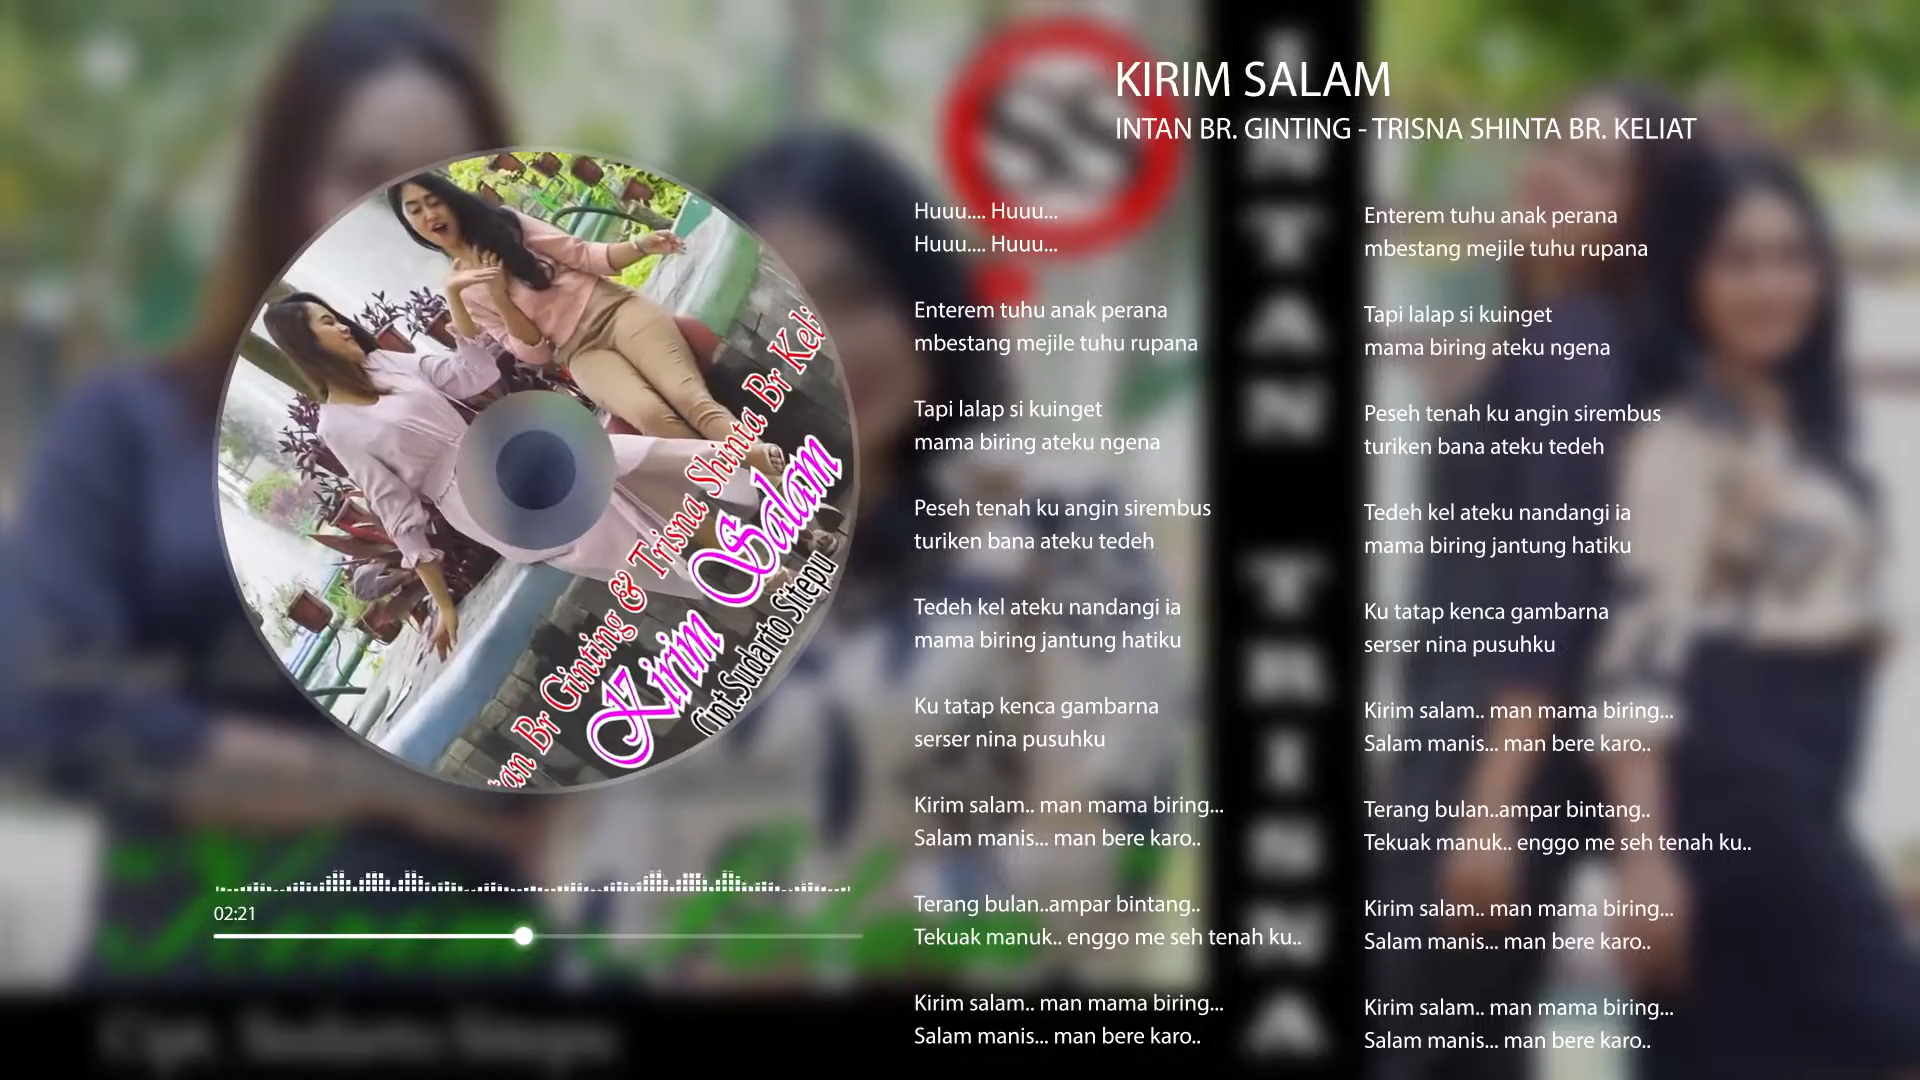 KIRIM SALAM
INTAN BR. GINTING - TRISNA SHINTA BR. KELIAT
Huuu.... Huuu...
Huuu.... Huuu...
Enterem tuhu anak perana
mbestang mejile tuhu rupana
Tapi lalap si kuinget
mama biring ateku ngena
Peseh tenah ku angin sirembus
turiken bana ateku tedeh
Tedeh kel ateku nandangi ia
mama biring jantung hatiku
Ku tatap kenca gambarna
serser nina pusuhku
Kirim salam.. man mama biring...
Salam manis... man bere karo..
Terang bulan..ampar bintang..
Tekuak manuk.. enggo me seh tenah ku..
Kirim salam.. man mama biring...
Salam manis... man bere karo..
Enterem tuhu anak perana
mbestang mejile tuhu rupana
Tapi lalap si kuinget
mama biring ateku ngena
Peseh tenah ku angin sirembus
turiken bana ateku tedeh
Tedeh kel ateku nandangi ia
mama biring jantung hatiku
Ku tatap kenca gambarna
serser nina pusuhku
Kirim salam.. man mama biring...
Salam manis... man bere karo..
Terang bulan..ampar bintang..
Tekuak manuk.. enggo me seh tenah ku..
Kirim salam.. man mama biring...
Salam manis... man bere karo..
Kirim salam.. man mama biring...
Salam manis... man bere karo..
Br Ginting & Trisna Shinta Br Keli
Kirim Salam
Cipt.Sudarito Sitepu
02:21
INTAN TRISNA